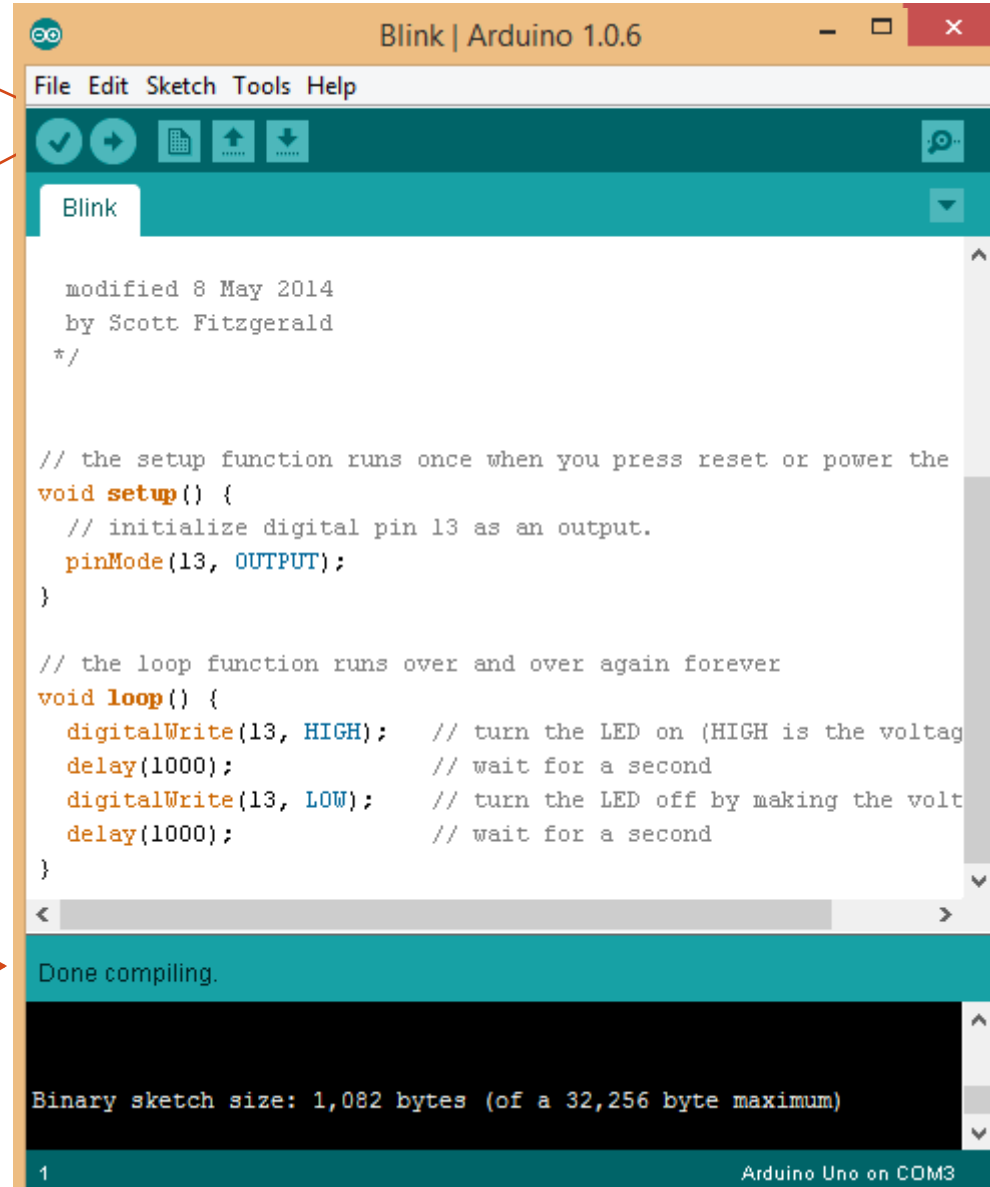 Blink | Arduino 1.0.6
File Edit Sketch Tools Help
Blink
modified 8 May 2014
by Scott Fitzgerald
*/
// the setup function runs once when you press reset or power the
void setup() {
// initialize digital pin 13 as an output.
pinMode(13, OUTPUT);
}
// the loop function runs over and over again forever
void loop() {
digitalWrite(13, HIGH); // turn the LED on (HIGH is the voltag
delay(1000); // wait for a second
digitalWrite(13, LOW); // turn the LED off by making the volt
delay(1000); // wait for a second
}
Done compiling.
Binary sketch size: 1,082 bytes (of a 32,256 byte maximum)
1 Arduino Uno on COM3